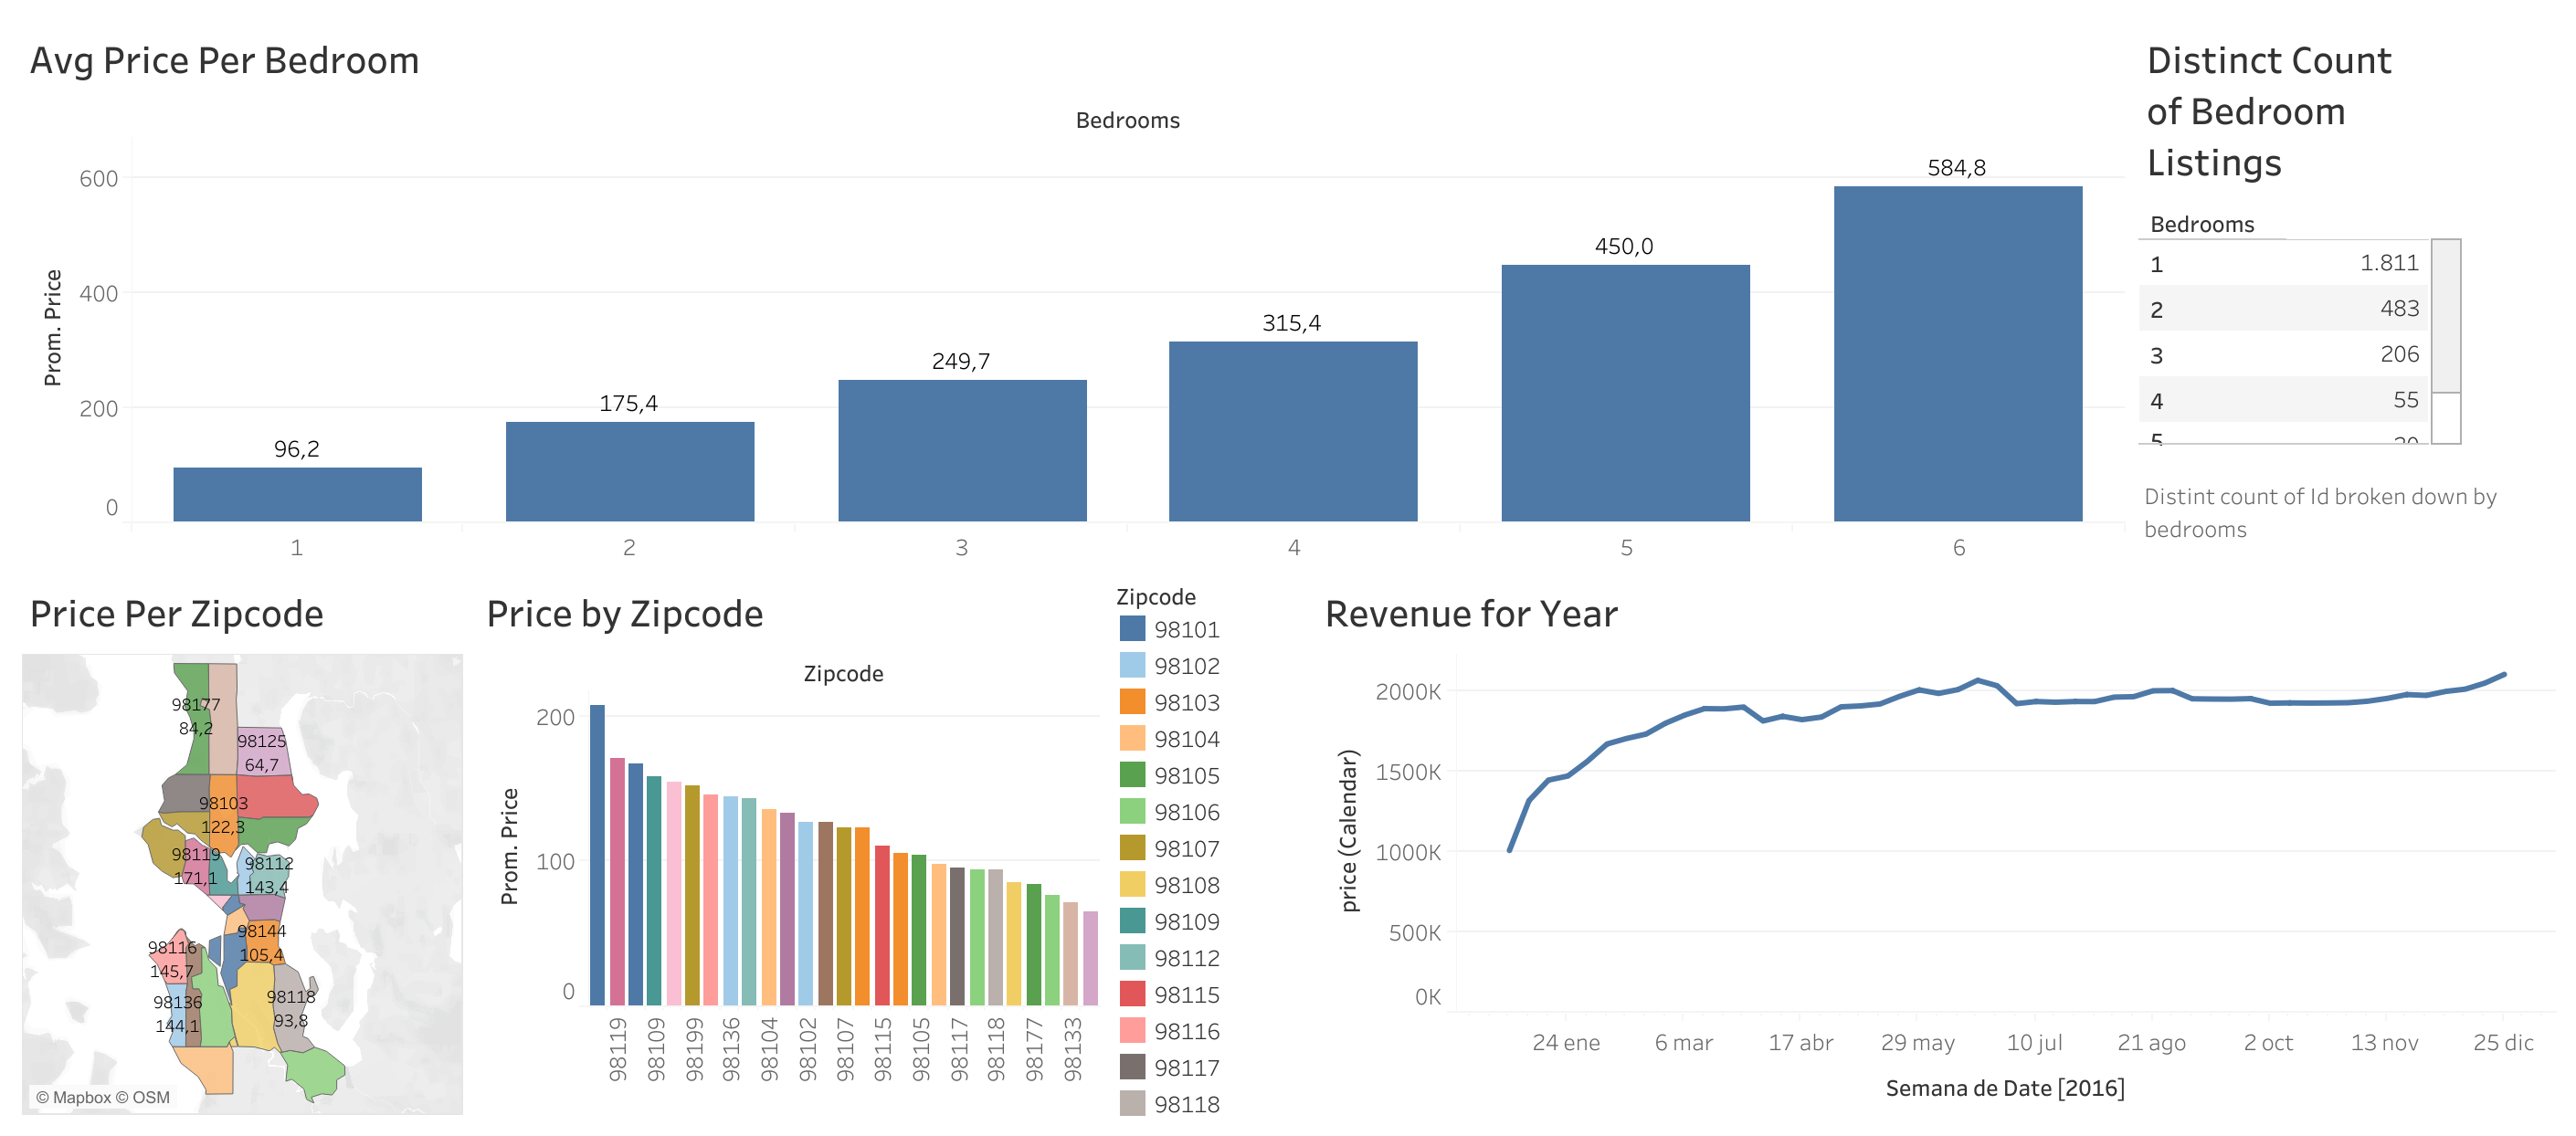 Avg Price Per Bedroom
Bedrooms
Prom. Price
600
400
200
0
96,2
175,4
249,7
315,4
450,0
584,8
1
2
3
4
5
6
Distinct Count
of Bedroom
Listings
Bedrooms
1 1.811
2 483
3 206
4 55
5
Distint count of Id broken down by
bedrooms
Price Per Zipcode
98177
84,2
98125
64,7
98103
122,3
98119
171,1
98112
143,4
98144
105,4
98116
145,7
98136
144,1
98118
93,8
© Mapbox © OSM
Price by Zipcode
Zipcode
Prom. Price
200
100
0
98119
98109
98199
98136
98104
98102
98107
98115
98105
98117
98118
98177
98133
Zipcode
98101
98102
98103
98104
98105
98106
98107
98108
98109
98112
98115
98116
98117
98118
Revenue for Year
price (Calendar)
2000K
1500K
1000K
500K
0K
24 ene
6 mar
17 abr
29 may
10 jul
21 ago
2 oct
13 nov
25 dic
Semana de Date [2016]